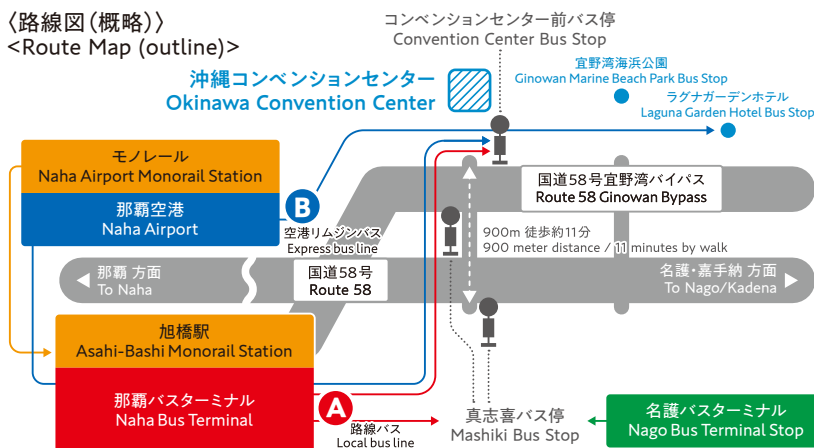 〈路線図（概略）〉
<Route Map (outline)>
コンベンションセンター前バス停
Convention Center Bus Stop
沖縄コンベンションセンター
Okinawa Convention Center
宜野湾海浜公園
Ginowan Marine Beach Park Bus Stop
ラグナガーデンホテル
Laguna Garden Hotel Bus Stop
モノレール
Naha Airport Monorail Station
那覇空港
Naha Airport
B
空港リムジンバス
Express bus line
国道58号宜野湾バイパス
Route 58 Ginowan Bypass
900m 徒歩約11分
900 meter distance / 11 minutes by walk
那覇 方面
To Naha
国道58号
Route 58
名護・嘉手納 方面
To Nago/Kadena
旭橋駅
Asahi-Bashi Monorail Station
那覇バスターミナル
Naha Bus Terminal
A
路線バス
Local bus line
真志喜バス停
Mashiki Bus Stop
名護バスターミナル
Nago Bus Terminal Stop